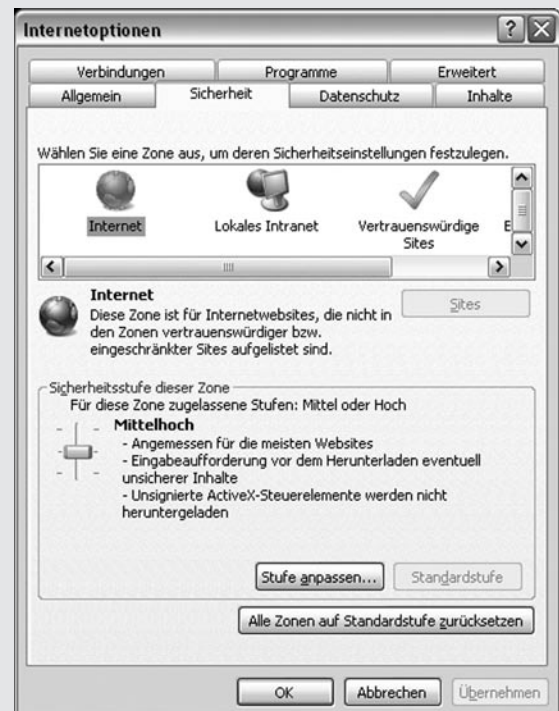 Internetoptionen
Verbindungen Programme Erweitert
Allgemein Sicherheit Datenschutz Inhalte
Wählen Sie eine Zone aus, um deren Sicherheitseinstellungen festzulegen.
Internet Lokales Intranet Vertrauenswürdige E
Sites
Internet
Sites
Diese Zone ist für Internetwebsites, die nicht in
den Zonen vertrauenswürdiger bzw.
eingeschränkter Sites aufgelistet sind.
Sicherheitsstufe dieser Zone
Für diese Zone zugelassene Stufen: Mittel oder Hoch
Mittelhoch
- Angemessen für die meisten Websites
- Eingabeaufforderung vor dem Herunterladen eventuell
unsicherer Inhalte
- Unsignierte ActiveX-Steuerelemente werden nicht
heruntergeladen
Stufe anpassen... Standardstufe
Alle Zonen auf Standardstufe zurücksetzen
OK Abbrechen Übernehmen